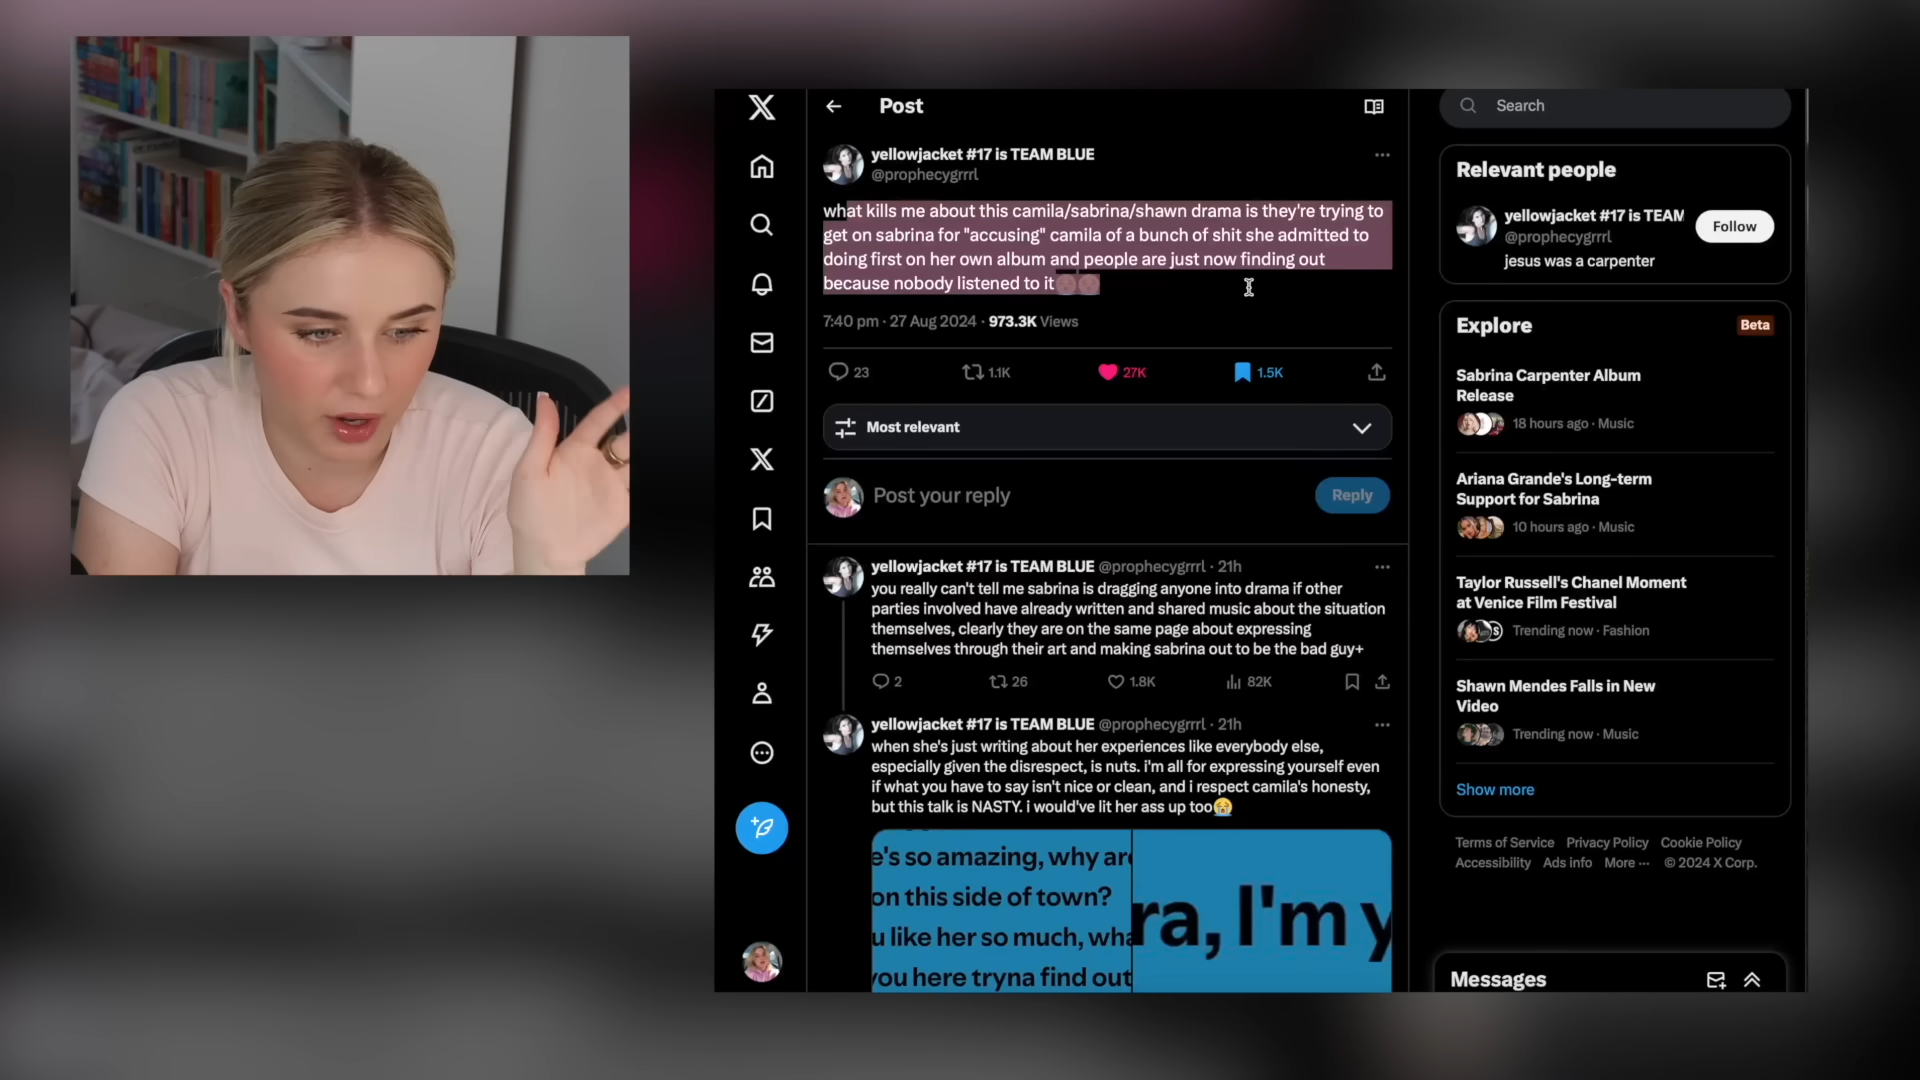 Post
Search
yellowjacket #17 is TEAM BLUE
@prophecygrrrl
what kills me about this camila/sabrina/shawn drama is they're trying to
get on sabrina for "accusing" camila of a bunch of shit she admitted to
doing first on her own album and people are just now finding out
because nobody listened to it
7:40 pm · 27 Aug 2024 · 973.3K Views
23 1.1K 27K 1.5K
Most relevant
Post your reply
Reply
yellowjacket #17 is TEAM BLUE @prophecygrrrl · 21h
you really can't tell me sabrina is dragging anyone into drama if other
parties involved have already written and shared music about the situation
themselves, clearly they are on the same page about expressing
themselves through their art and making sabrina out to be the bad guy+
2 26 1.8K 82K
yellowjacket #17 is TEAM BLUE @prophecygrrrl · 21h
when she's just writing about her experiences like everybody else,
especially given the disrespect, is nuts. i'm all for expressing yourself even
if what you have to say isn't nice or clean, and i respect camila's honesty,
but this talk is NASTY. i would've lit her ass up too😭
e's so amazing, why are
on this side of town?
u like her so much, wha
you here tryna find out
ra, I'm y
Relevant people
yellowjacket #17 is TEAM
@prophecygrrrl
Follow
jesus was a carpenter
Explore
Beta
Sabrina Carpenter Album
Release
18 hours ago · Music
Ariana Grande's Long-term
Support for Sabrina
10 hours ago · Music
Taylor Russell's Chanel Moment
at Venice Film Festival
Trending now · Fashion
Shawn Mendes Falls in New
Video
Trending now · Music
Show more
Terms of Service Privacy Policy Cookie Policy
Accessibility Ads info More ··· © 2024 X Corp.
Messages